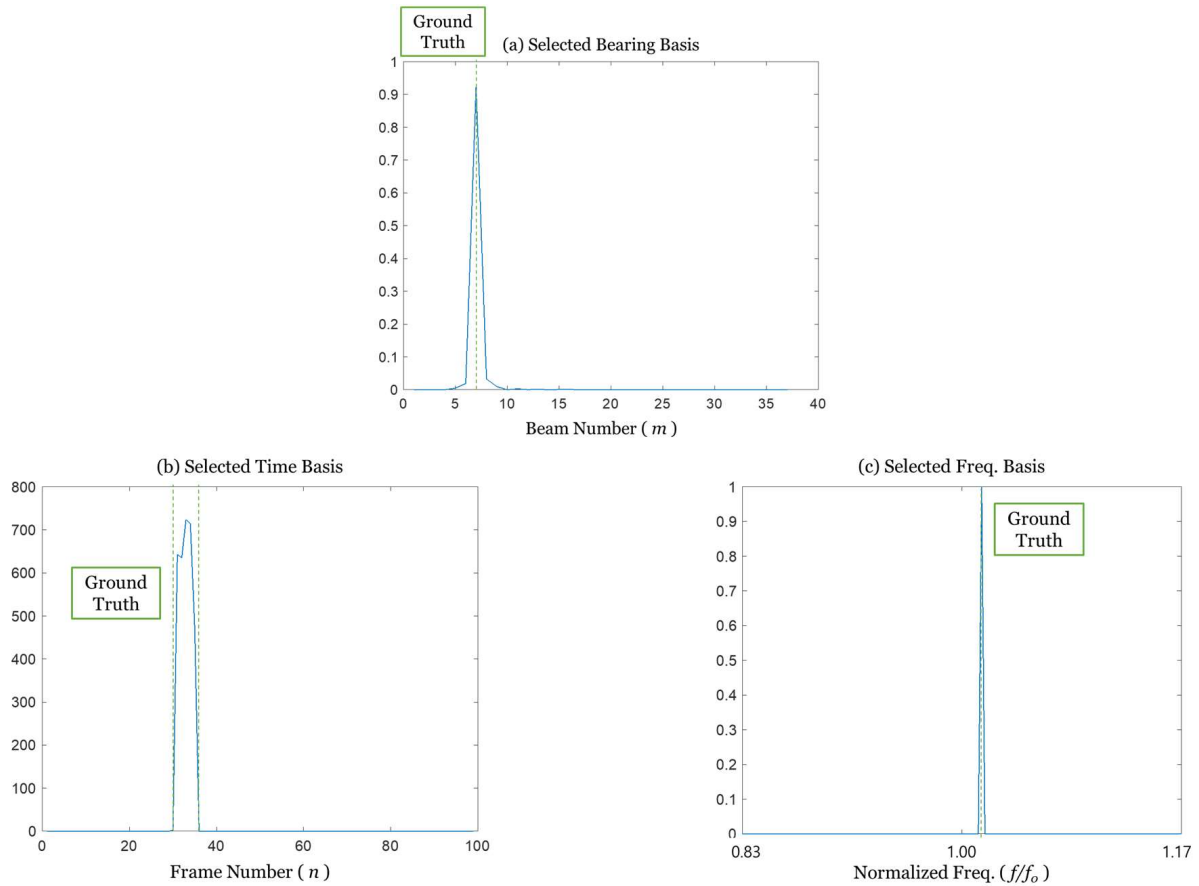 Ground
Truth
(a) Selected Bearing Basis
1
0.9
0.8
0.7
0.6
0.5
0.4
0.3
0.2
0.1
0
0 5 10 15 20 25 30 35 40
Beam Number ( m )
(b) Selected Time Basis
800
700
600
500
400
300
200
100
0
Ground
Truth
0 20 40 60 80 100
Frame Number ( n )
(c) Selected Freq. Basis
1
0.9
0.8
0.7
0.6
0.5
0.4
0.3
0.2
0.1
0
Ground
Truth
0.83 1.00 1.17
Normalized Freq. ( f/fo )